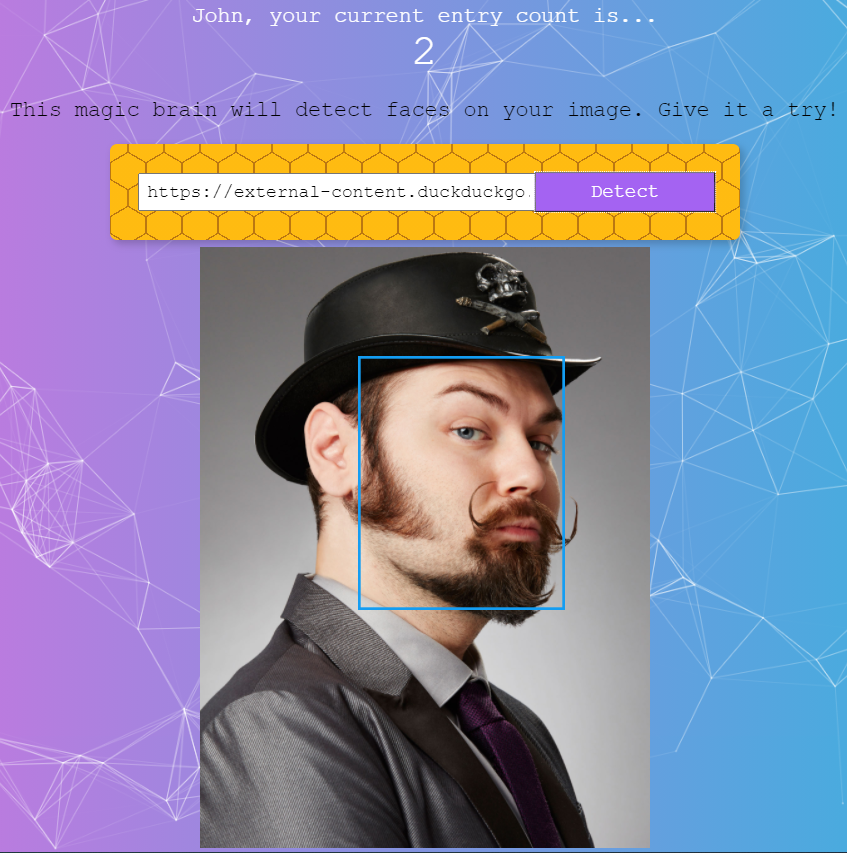 John, your current entry count is...
2
This magic brain will detect faces on your image. Give it a try!
https://external-content.duckduckgo.
Detect